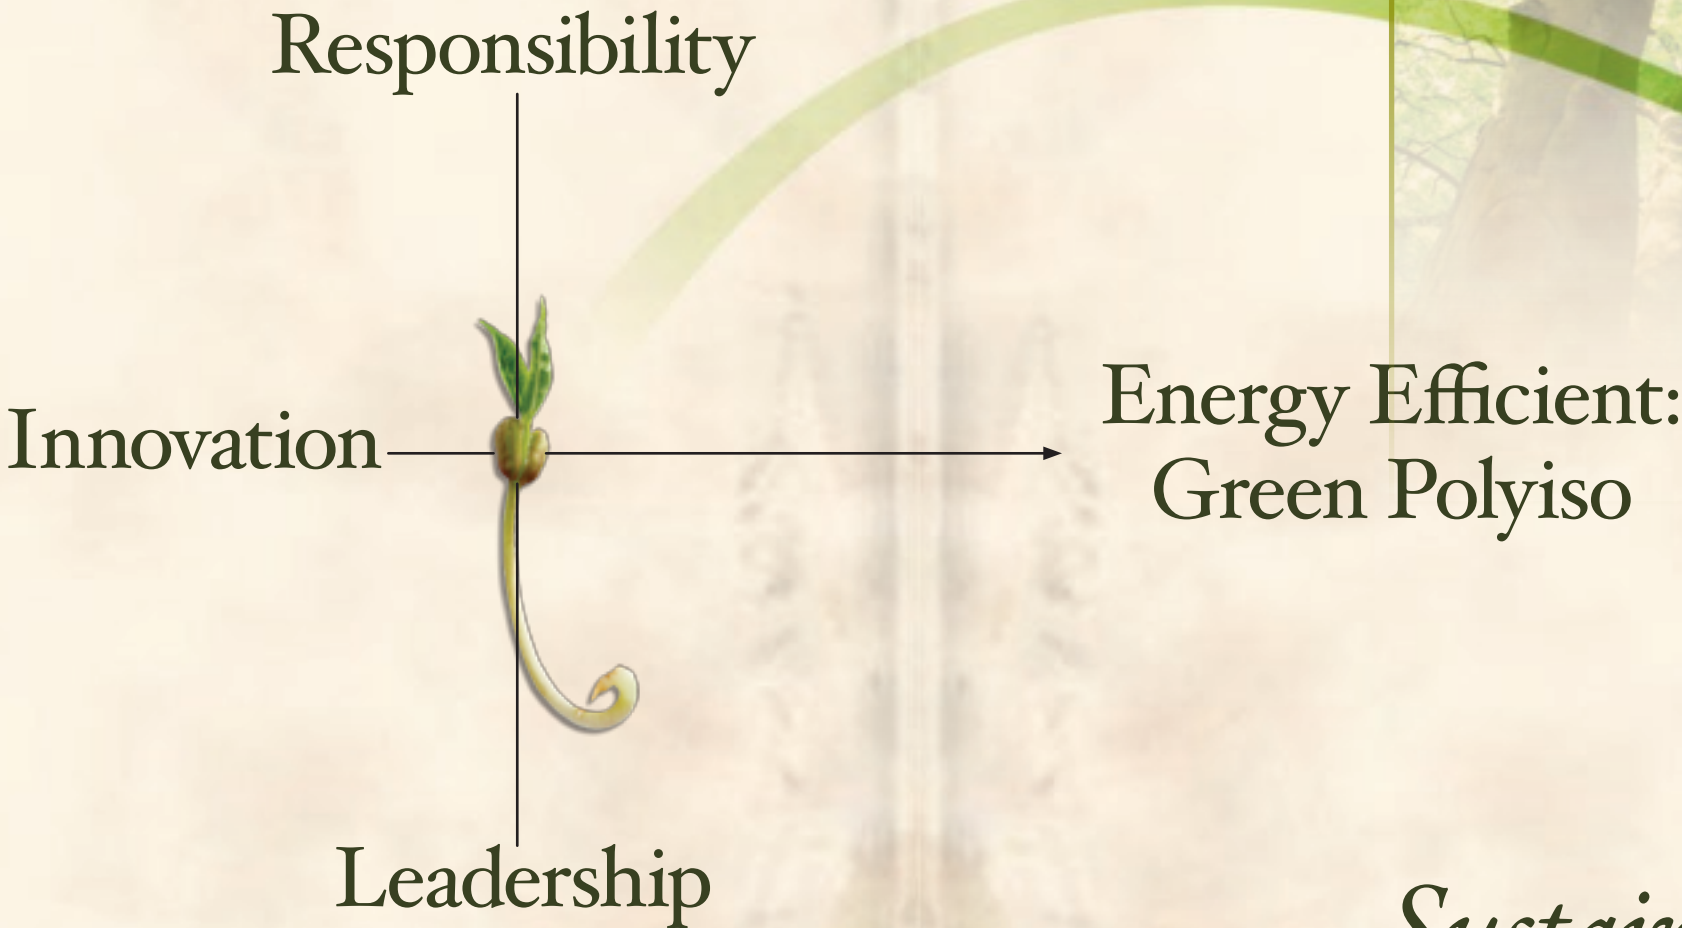 Responsibility
Innovation
Energy Efficient:
Green Polyiso
Leadership